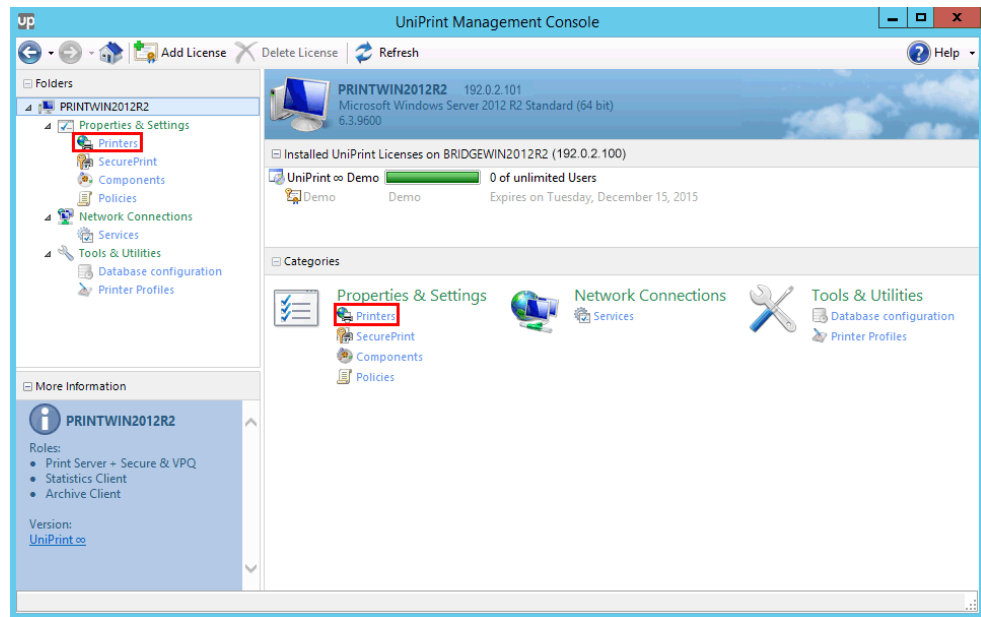 up UniPrint Management Console
Add License Delete License Refresh Help
Folders
PRINTWIN2012R2
Properties & Settings
Printers
SecurePrint
Components
Policies
Network Connections
Services
Tools & Utilities
Database configuration
Printer Profiles
More Information
PRINTWIN2012R2
Roles:
• Print Server + Secure & VPQ
• Statistics Client
• Archive Client
Version:
UniPrint ∞
PRINTWIN2012R2 192.0.2.101
Microsoft Windows Server 2012 R2 Standard (64 bit)
6.3.9600
Installed UniPrint Licenses on BRIDGEWIN2012R2 (192.0.2.100)
UniPrint ∞ Demo 0 of unlimited Users
Demo Demo Expires on Tuesday, December 15, 2015
Categories
Properties & Settings
Printers
SecurePrint
Components
Policies
Network Connections
Services
Tools & Utilities
Database configuration
Printer Profiles